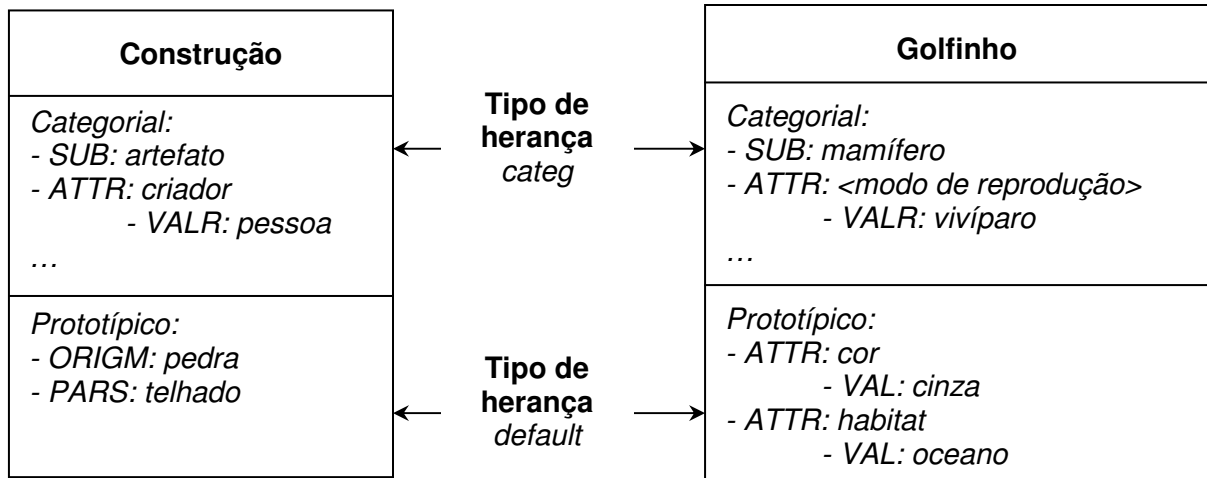 Construção
Categorial:
- SUB: artefato
- ATTR: criador
- VALR: pessoa
…
Prototípico:
- ORIGM: pedra
- PARS: telhado
Tipo de
herança
categ
Tipo de
herança
default
Golfinho
Categorial:
- SUB: mamífero
- ATTR: <modo de reprodução>
- VALR: vivíparo
…
Prototípico:
- ATTR: cor
- VAL: cinza
- ATTR: habitat
- VAL: oceano